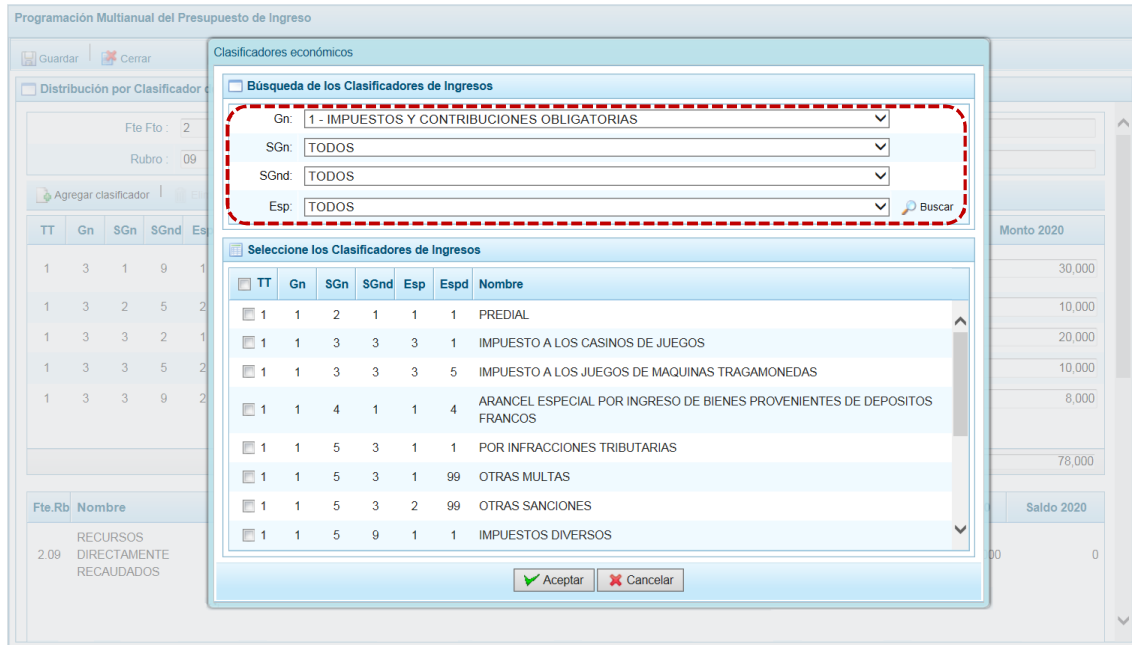 Programación Multianual del Presupuesto de Ingreso
Guardar Cerrar
Distribución por Clasificador
Fte Fto : 2
Rubro : 09
Agregar clasificador
TT Gn SGn SGnd Esp Monto 2020
1 3 1 9 1 30,000
1 3 2 5 2 10,000
1 3 3 2 1 20,000
1 3 3 5 2 10,000
1 3 3 9 2 8,000
78,000
Fte.Rb Nombre Saldo 2020
RECURSOS
2.09 DIRECTAMENTE 00 0
RECAUDADOS
Clasificadores económicos
Búsqueda de los Clasificadores de Ingresos
Gn: 1 - IMPUESTOS Y CONTRIBUCIONES OBLIGATORIAS
SGn: TODOS
SGnd: TODOS
Esp: TODOS Buscar
Seleccione los Clasificadores de Ingresos
TT Gn SGn SGnd Esp Espd Nombre
1 1 2 1 1 1 PREDIAL
1 1 3 3 3 1 IMPUESTO A LOS CASINOS DE JUEGOS
1 1 3 3 3 5 IMPUESTO A LOS JUEGOS DE MAQUINAS TRAGAMONEDAS
1 1 4 1 1 4 ARANCEL ESPECIAL POR INGRESO DE BIENES PROVENIENTES DE DEPOSITOS
FRANCOS
1 1 5 3 1 1 POR INFRACCIONES TRIBUTARIAS
1 1 5 3 1 99 OTRAS MULTAS
1 1 5 3 2 99 OTRAS SANCIONES
1 1 5 9 1 1 IMPUESTOS DIVERSOS
Aceptar Cancelar